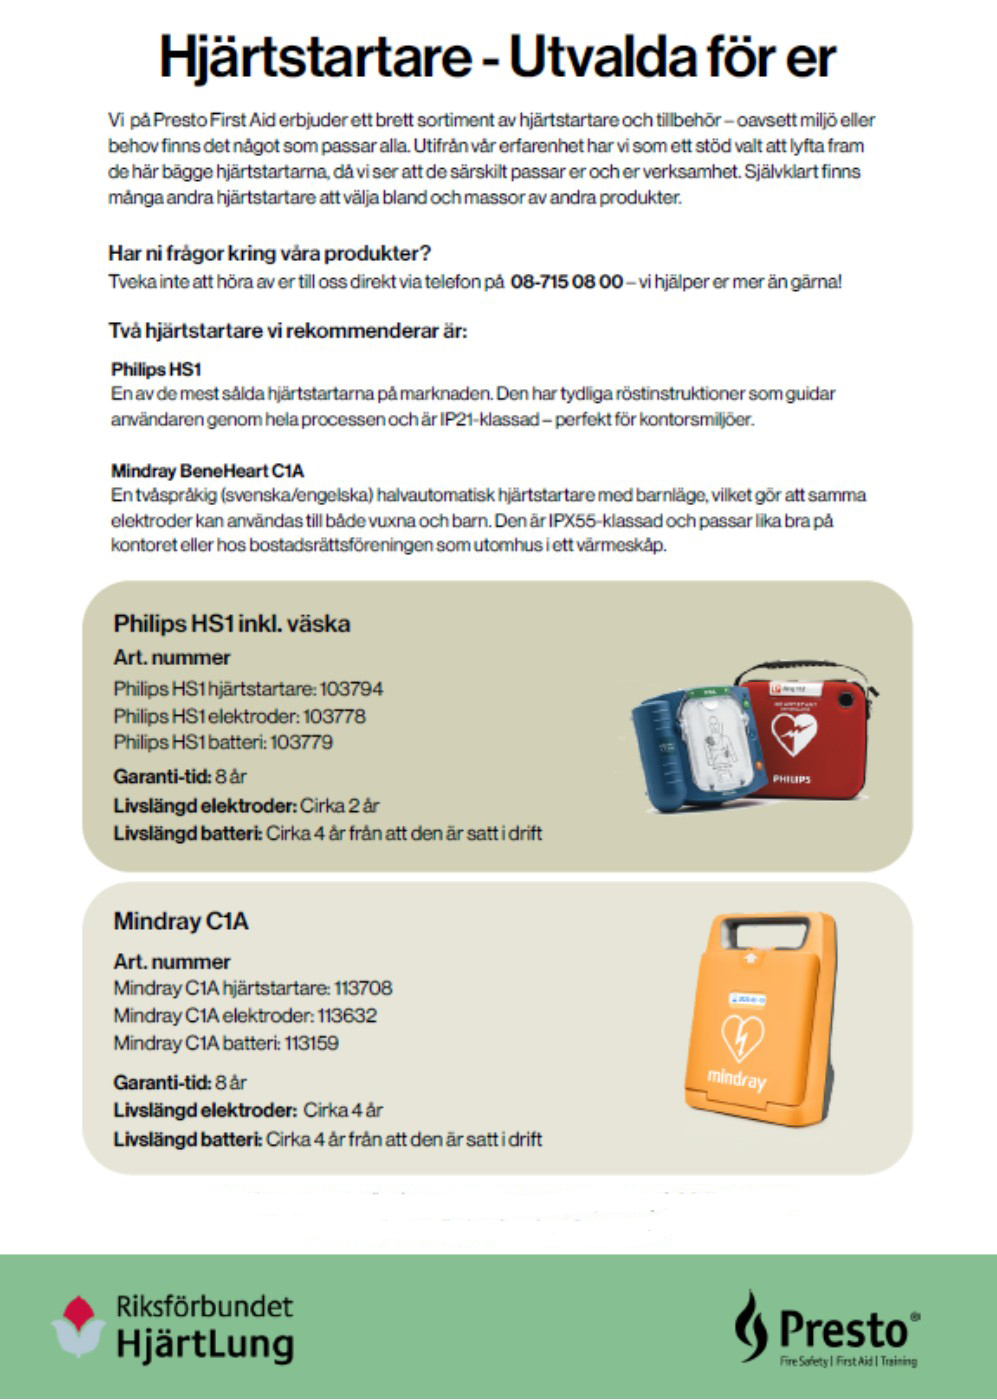 Hjärtstartare - Utvalda för er
Vi på Presto First Aid erbjuder ett brett sortiment av hjärtstartare och tillbehör – oavsett miljö eller
behov finns det något som passar alla. Utifrån vår erfarenhet har vi som ett stöd valt att lyfta fram
de här bägge hjärtstartarna, då vi ser att de särskilt passar er och er verksamhet. Självklart finns
många andra hjärtstartare att välja bland och massor av andra produkter.
Har ni frågor kring våra produkter?
Tveka inte att höra av er till oss direkt via telefon på 08-715 08 00 – vi hjälper er mer än gärna!
Två hjärtstartare vi rekommenderar är:
Philips HS1
En av de mest sålda hjärtstartarna på marknaden. Den har tydliga röstinstruktioner som guidar
användaren genom hela processen och är IP21-klassad – perfekt för kontorsmiljöer.
Mindray BeneHeart C1A
En tvåspråkig (svenska/engelska) halvautomatisk hjärtstartare med barnläge, vilket gör att samma
elektroder kan användas till både vuxna och barn. Den är IPX55-klassad och passar lika bra på
kontoret eller hos bostadsrättsföreningen som utomhus i ett värmeskåp.
Philips HS1 inkl. väska
Art. nummer
Philips HS1 hjärtstartare: 103794
Philips HS1 elektroder: 103778
Philips HS1 batteri: 103779
Garanti-tid: 8 år
Livslängd elektroder: Cirka 2 år
Livslängd batteri: Cirka 4 år från att den är satt i drift
HEARTSTART
PHILIPS
Mindray C1A
Art. nummer
Mindray C1A hjärtstartare: 113708
Mindray C1A elektroder: 113632
Mindray C1A batteri: 113159
Garanti-tid: 8 år
Livslängd elektroder: Cirka 4 år
Livslängd batteri: Cirka 4 år från att den är satt i drift
mindray
Riksförbundet
HjärtLung
Presto®
Fire Safety | First Aid | Training